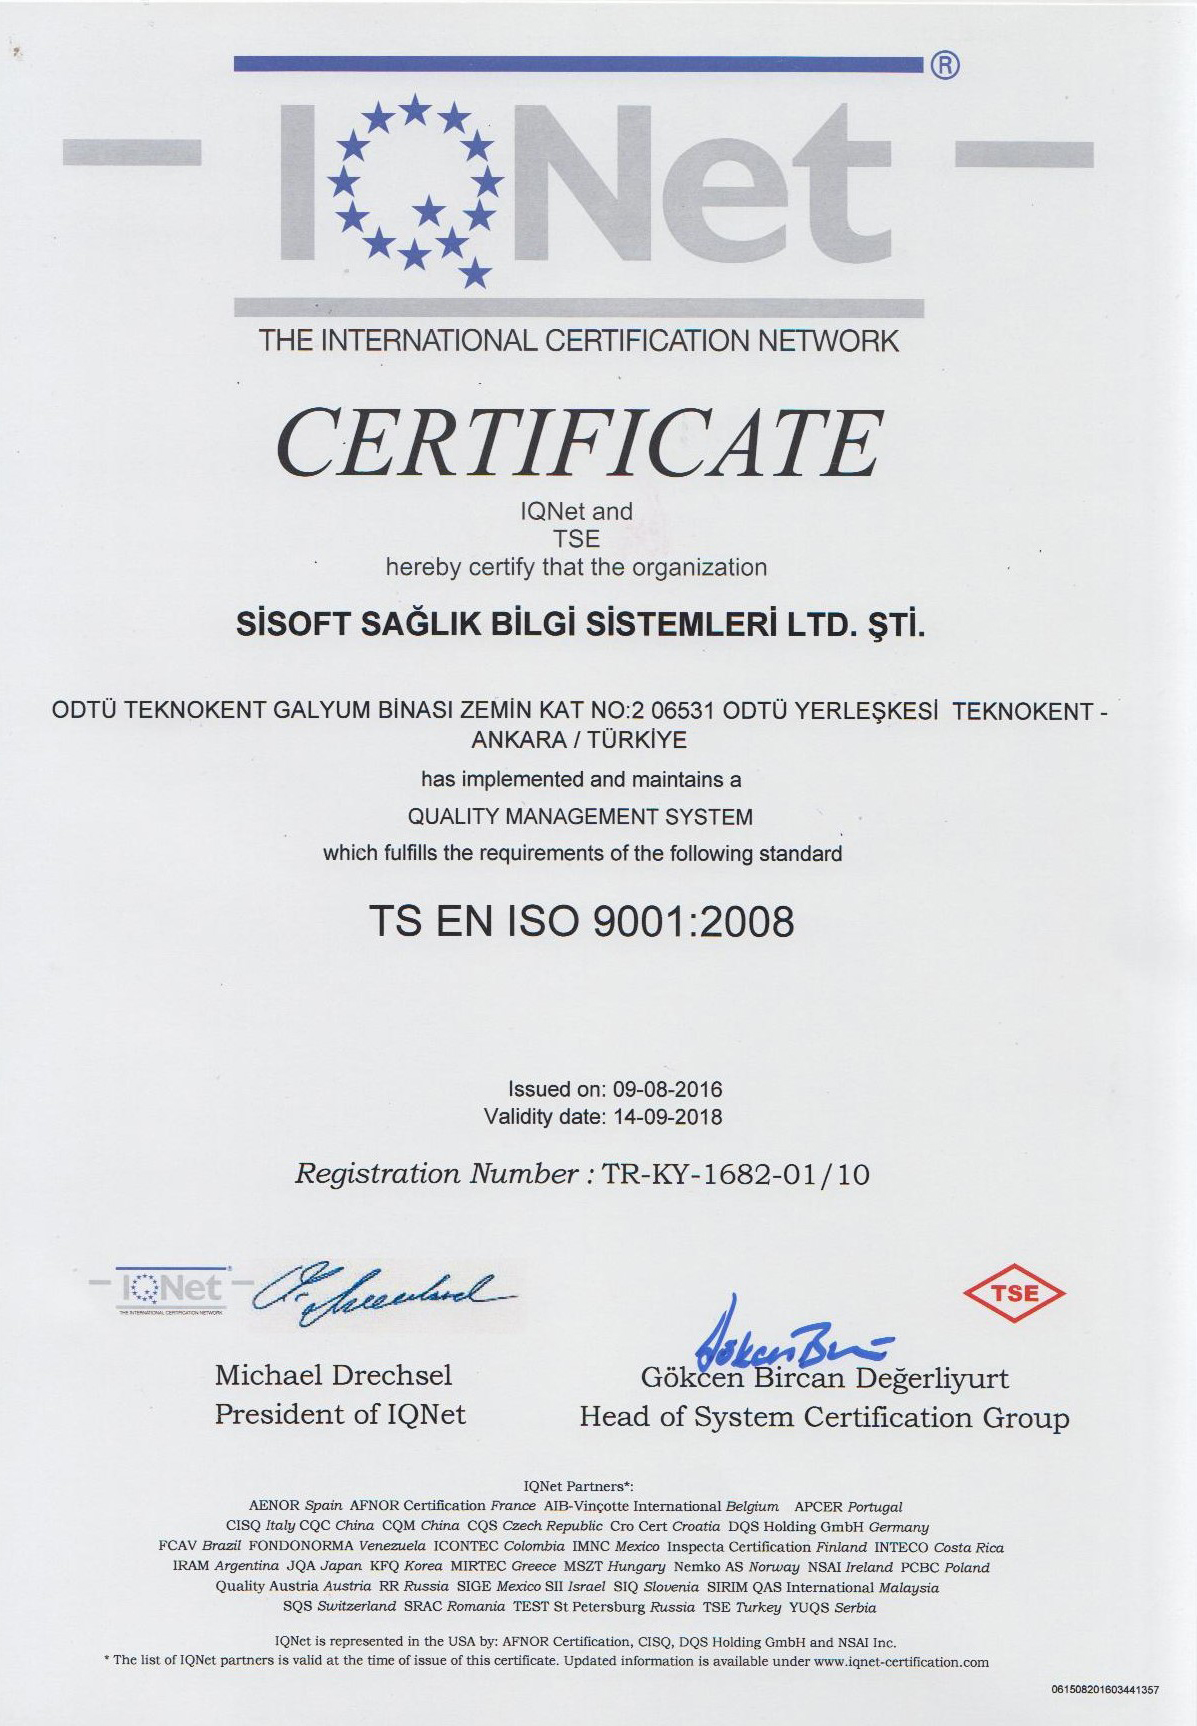 IQNet ®
THE INTERNATIONAL CERTIFICATION NETWORK
CERTIFICATE
IQNet and
TSE
hereby certify that the organization
SİSOFT SAĞLIK BİLGİ SİSTEMLERİ LTD. ŞTİ.
ODTÜ TEKNOKENT GALYUM BİNASI ZEMİN KAT NO:2 06531 ODTÜ YERLEŞKESİ TEKNOKENT -
ANKARA / TÜRKİYE
has implemented and maintains a
QUALITY MANAGEMENT SYSTEM
which fulfills the requirements of the following standard
TS EN ISO 9001:2008
Issued on: 09-08-2016
Validity date: 14-09-2018
Registration Number : TR-KY-1682-01/10
IQNet
THE INTERNATIONAL CERTIFICATION NETWORK
TSE
Michael Drechsel
President of IQNet
Gökcen Bircan Değerliyurt
Head of System Certification Group
IQNet Partners*:
AENOR Spain AFNOR Certification France AIB-Vinçotte International Belgium APCER Portugal
CISQ Italy CQC China CQM China CQS Czech Republic Cro Cert Croatia DQS Holding GmbH Germany
FCAV Brazil FONDONORMA Venezuela ICONTEC Colombia IMNC Mexico Inspecta Certification Finland INTECO Costa Rica
IRAM Argentina JQA Japan KFQ Korea MIRTEC Greece MSZT Hungary Nemko AS Norway NSAI Ireland PCBC Poland
Quality Austria Austria RR Russia SIGE Mexico SII Israel SIQ Slovenia SIRIM QAS International Malaysia
SQS Switzerland SRAC Romania TEST St Petersburg Russia TSE Turkey YUQS Serbia
IQNet is represented in the USA by: AFNOR Certification, CISQ, DQS Holding GmbH and NSAI Inc.
* The list of IQNet partners is valid at the time of issue of this certificate. Updated information is available under www.iqnet-certification.com
061508201603441357